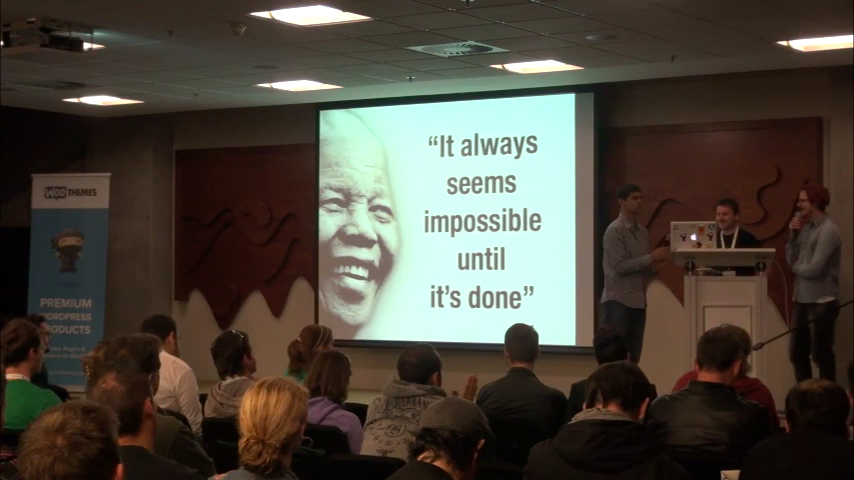 WOO THEMES
PREMIUM
WORDPRESS
PRODUCTS
“It always
seems
impossible
until
it’s done”